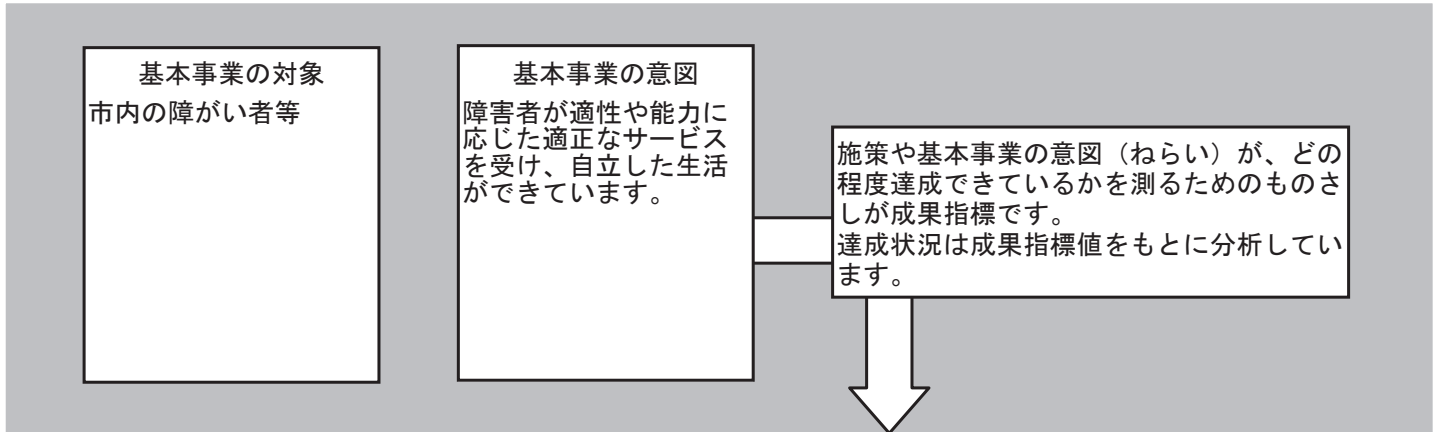 基本事業の対象
市内の障がい者等
基本事業の意図
障害者が適性や能力に
応じた適正なサービス
を受け、自立した生活
ができています。
施策や基本事業の意図（ねらい）が、どの
程度達成できているかを測るためのものさ
しが成果指標です。
達成状況は成果指標値をもとに分析してい
ます。